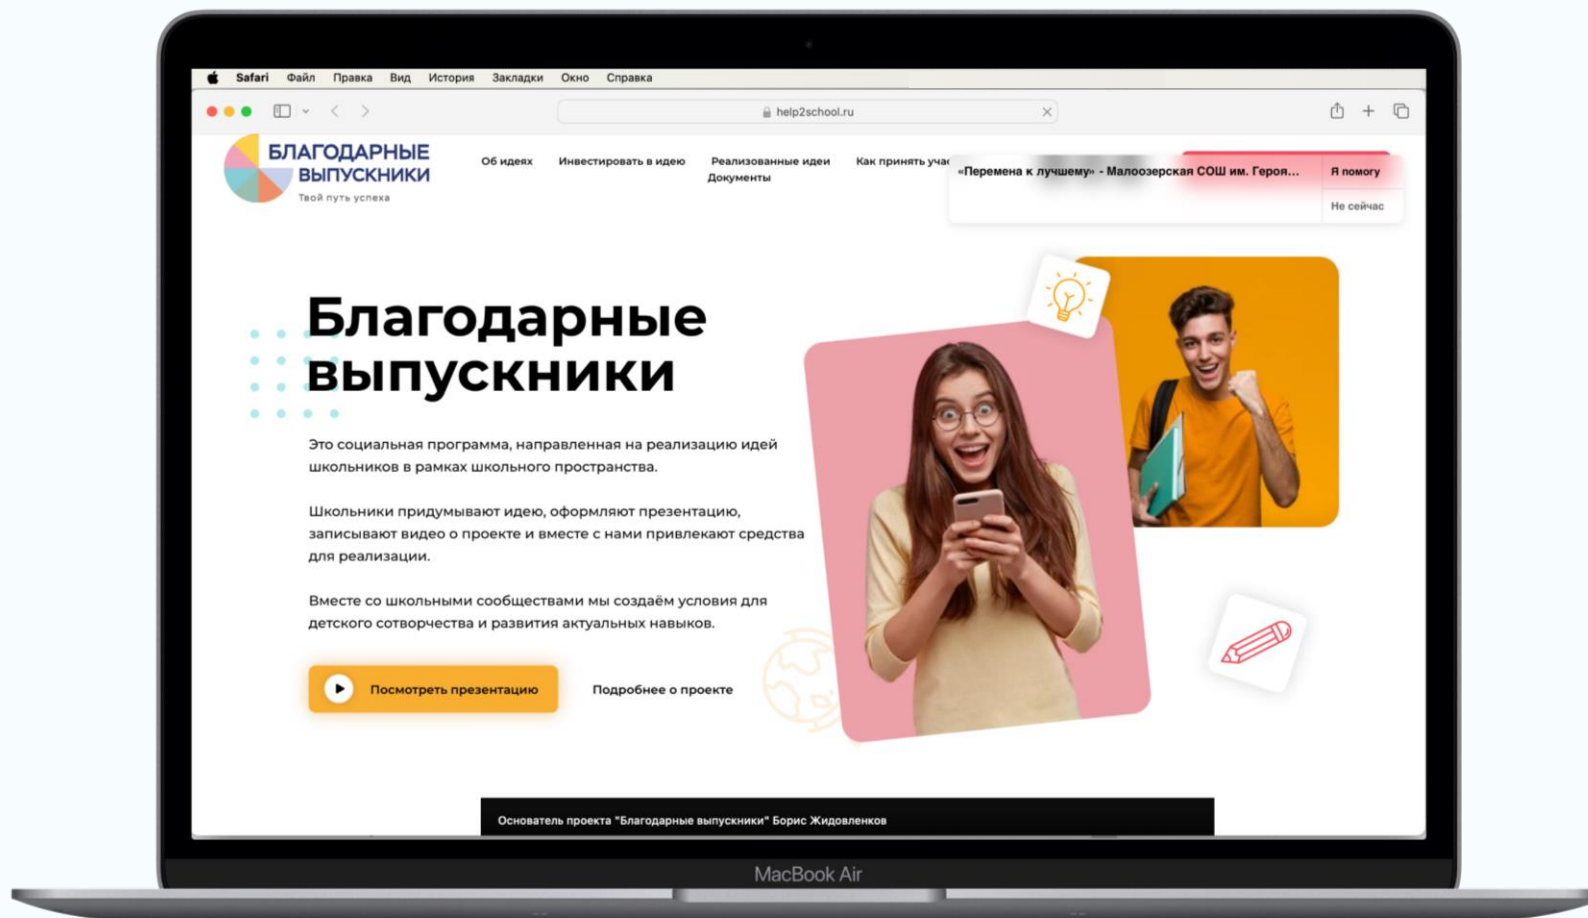 Safari Файл Правка Вид История Закладки Окно Справка
help2school.ru
БЛАГОДАРНЫЕ
ВЫПУСКНИКИ
Твой путь успеха
Об идеях Инвестировать в идею Реализованные идеи Как принять учас
Документы
«Перемена к лучшему» - Малоозерская СОШ им. Героя...
Я помогу
Не сейчас
Благодарные
выпускники
Это социальная программа, направленная на реализацию идей
школьников в рамках школьного пространства.
Школьники придумывают идею, оформляют презентацию,
записывают видео о проекте и вместе с нами привлекают средства
для реализации.
Вместе со школьными сообществами мы создаём условия для
детского сотворчества и развития актуальных навыков.
Посмотреть презентацию Подробнее о проекте
Основатель проекта "Благодарные выпускники" Борис Жидовленков
MacBook Air